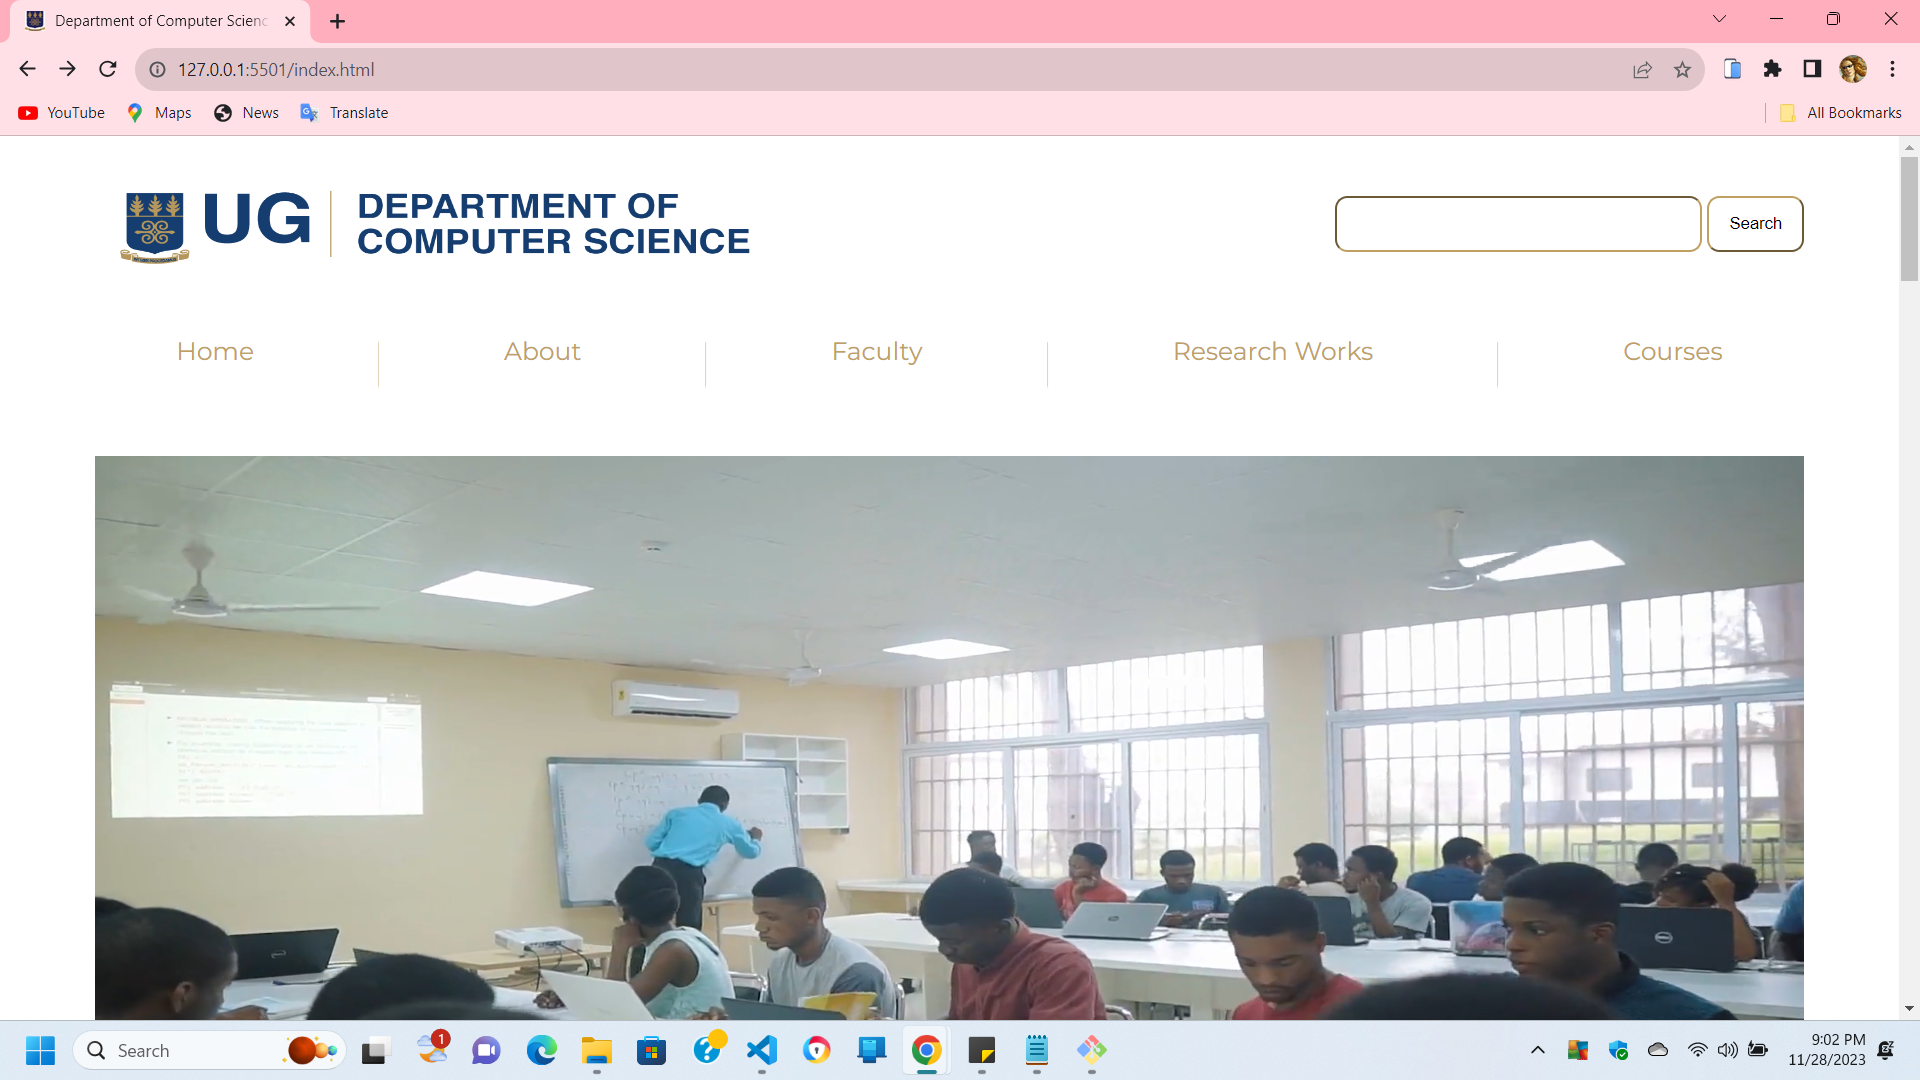 Department of Computer Scienc
127.0.0.1:5501/index.html
YouTube
Maps
News
Translate
All Bookmarks
UG
DEPARTMENT OF
COMPUTER SCIENCE
Search
Home
About
Faculty
Research Works
Courses
Search
1
9:02 PM
11/28/2023